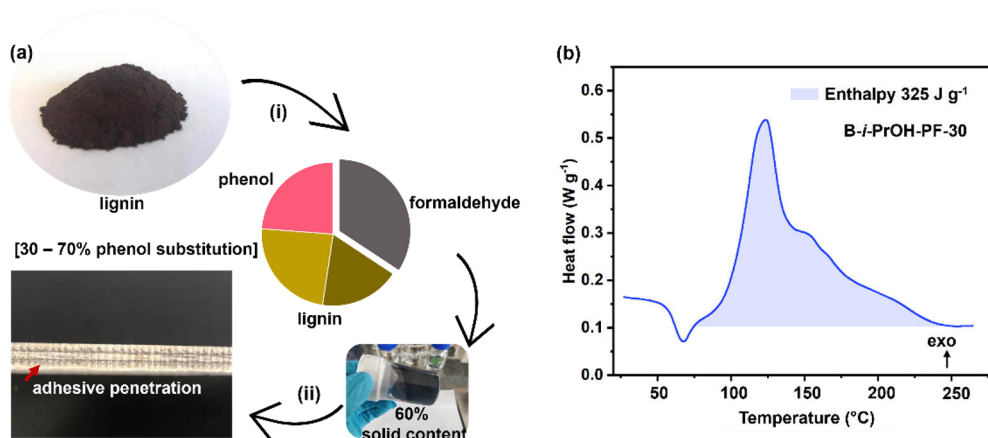 (a)
lignin
(i)
phenol
formaldehyde
[30 – 70% phenol substitution]
lignin
adhesive penetration
(ii)
60%
solid content
(b)
Enthalpy 325 J g⁻¹
B-i-PrOH-PF-30
Heat flow (W g⁻¹)
0.6
0.5
0.4
0.3
0.2
0.1
0.0
exo
50
100
150
200
250
Temperature (°C)